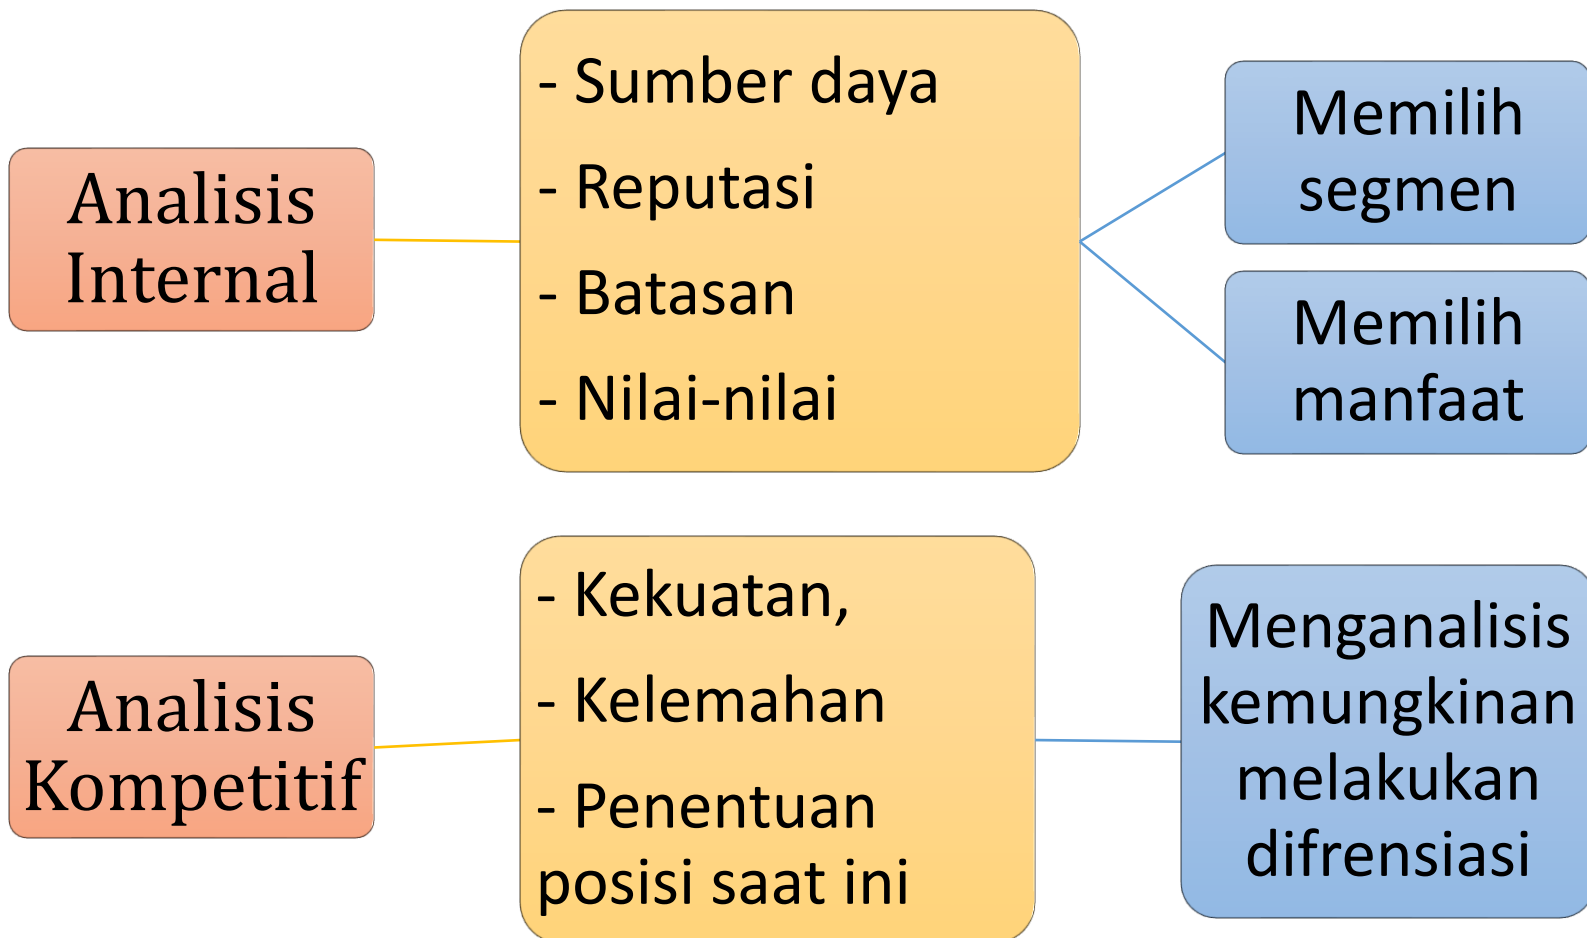 Analisis
Internal
- Sumber daya
- Reputasi
- Batasan
- Nilai-nilai
Memilih
segmen
Memilih
manfaat
Analisis
Kompetitif
- Kekuatan,
- Kelemahan
- Penentuan
posisi saat ini
Menganalisis
kemungkinan
melakukan
difrensiasi